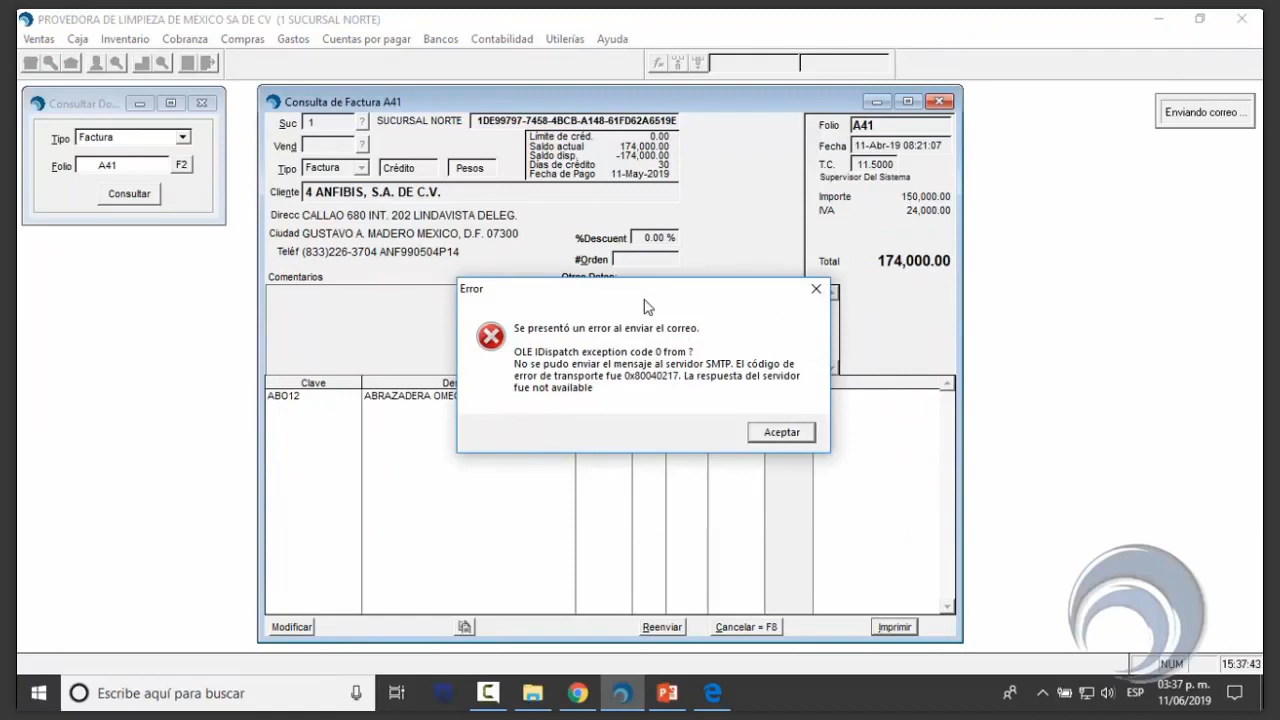 PROVEDORA DE LIMPIEZA DE MÉXICO SA DE CV (1 SUCURSAL NORTE)
Ventas Caja Inventario Cobranza Compras Gastos Cuentas por pagar Bancos Contabilidad Utilerías Ayuda
Consultar Do...
Tipo Factura
Folio A41 F2
Consultar
Consulta de Factura A41
Suc 1 ? SUCURSAL NORTE 1DE99797-7458-4BCB-A148-61FD62A6519E
Vend ?
Tipo Factura Crédito Pesos
Límite de créd. 0.00
Saldo actual 174,000.00
Saldo disp. -174,000.00
Días de crédito 30
Fecha de Pago 11-May-2019
Cliente 4 ANFIBIS, S.A. DE C.V.
Direcc CALLAO 680 INT. 202 LINDAVISTA DELEG.
Ciudad GUSTAVO A. MADERO MEXICO, D.F. 07300
Teléf (833)226-3704 ANF990504P14
%Descuent 0.00 %
#Orden
Comentarios
Otros Datos:
Folio A41
Fecha 11-Abr-19 08:21:07
T.C. 11.5000
Supervisor Del Sistema
Importe 150,000.00
IVA 24,000.00
Total 174,000.00
Enviando correo ...
Error
Se presentó un error al enviar el correo.
OLE IDispatch exception code 0 from ?
No se pudo enviar el mensaje al servidor SMTP. El código de
error de transporte fue 0x80040217. La respuesta del servidor
fue not available
Aceptar
Clave
ABO12 ABRAZADERA OME
Modificar Reenviar Cancelar = F8 Imprimir
NUM 15:37:43
Escribe aquí para buscar
ESP
03:37 p. m.
11/06/2019